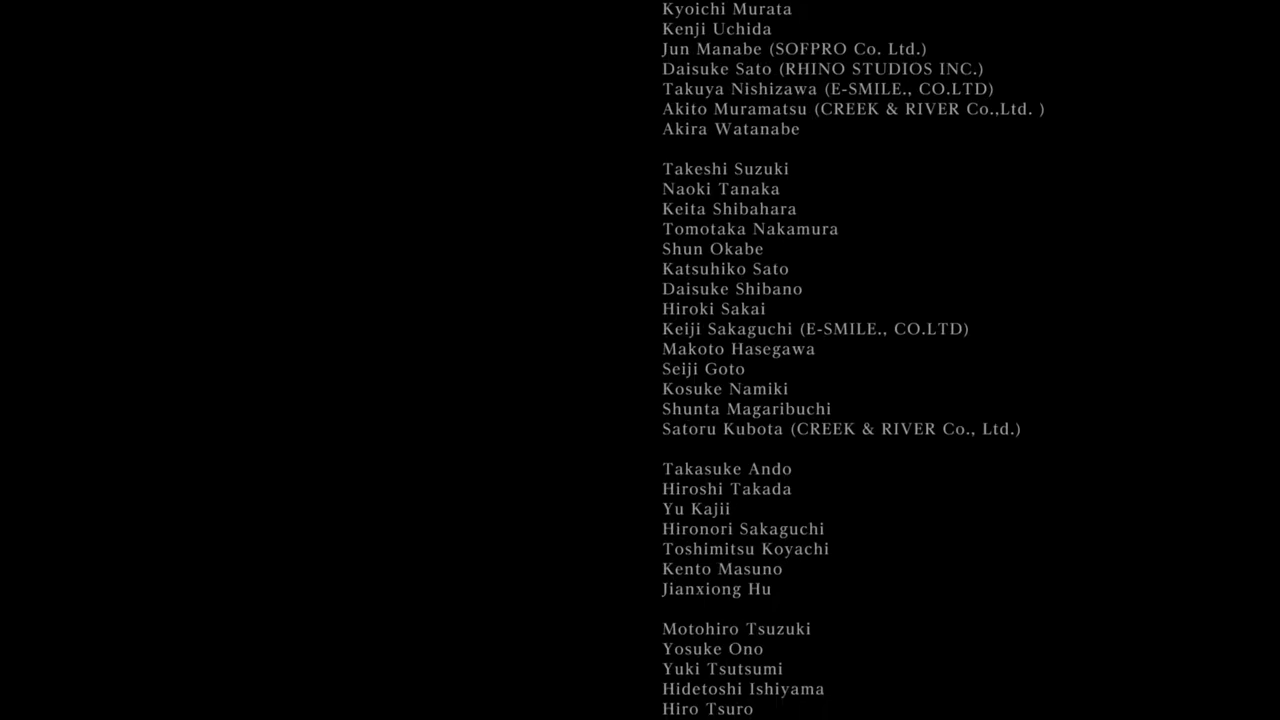 Kyoichi Murata
Kenji Uchida
Jun Manabe (SOFPRO Co. Ltd.)
Daisuke Sato (RHINO STUDIOS INC.)
Takuya Nishizawa (E-SMILE., CO.LTD)
Akito Muramatsu (CREEK & RIVER Co.,Ltd. )
Akira Watanabe
Takeshi Suzuki
Naoki Tanaka
Keita Shibahara
Tomotaka Nakamura
Shun Okabe
Katsuhiko Sato
Daisuke Shibano
Hiroki Sakai
Keiji Sakaguchi (E-SMILE., CO.LTD)
Makoto Hasegawa
Seiji Goto
Kosuke Namiki
Shunta Magaribuchi
Satoru Kubota (CREEK & RIVER Co., Ltd.)
Takasuke Ando
Hiroshi Takada
Yu Kajii
Hironori Sakaguchi
Toshimitsu Koyachi
Kento Masuno
Jianxiong Hu
Motohiro Tsuzuki
Yosuke Ono
Yuki Tsutsumi
Hidetoshi Ishiyama
Hiro Tsuro